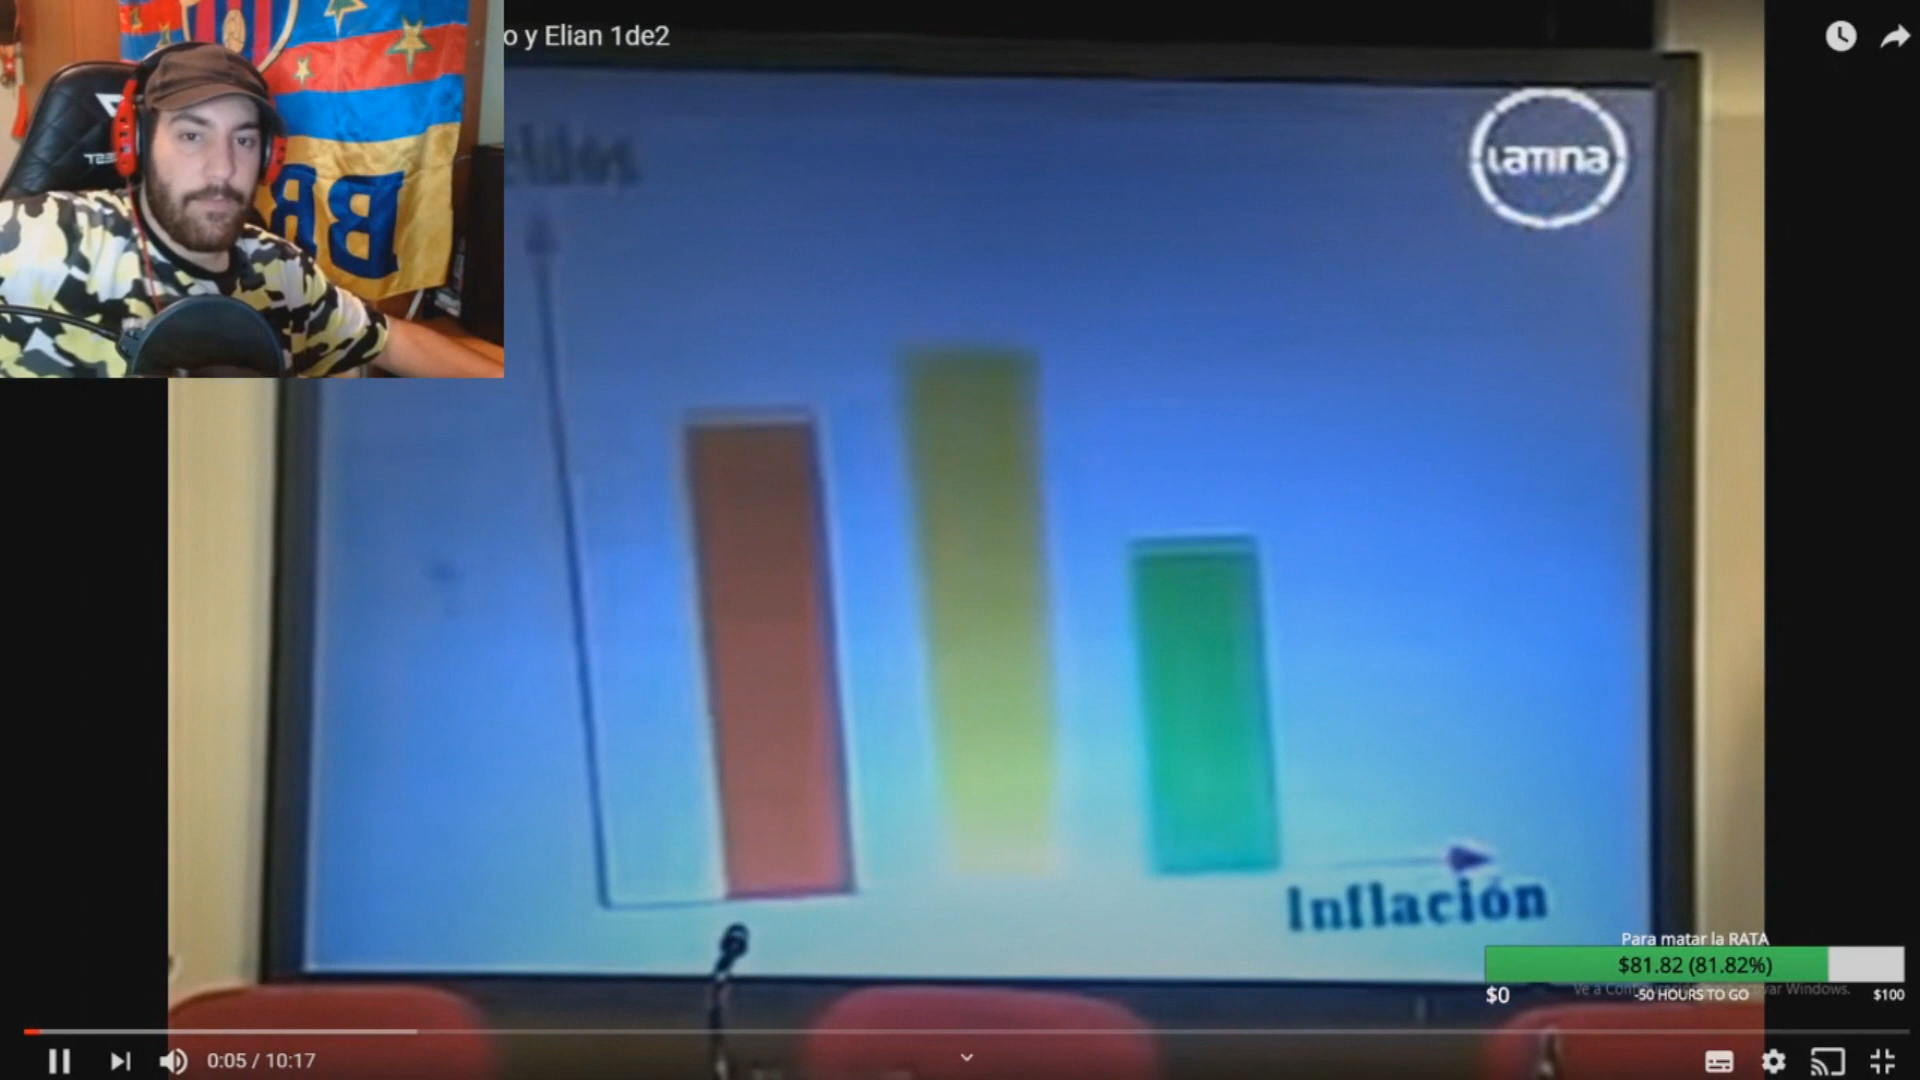 o y Elian 1de2
LATINA
BB
Inflación
Para matar la RATA
$81.82 (81.82%)
$0
-50 HOURS TO GO
$100
0:05 / 10:17